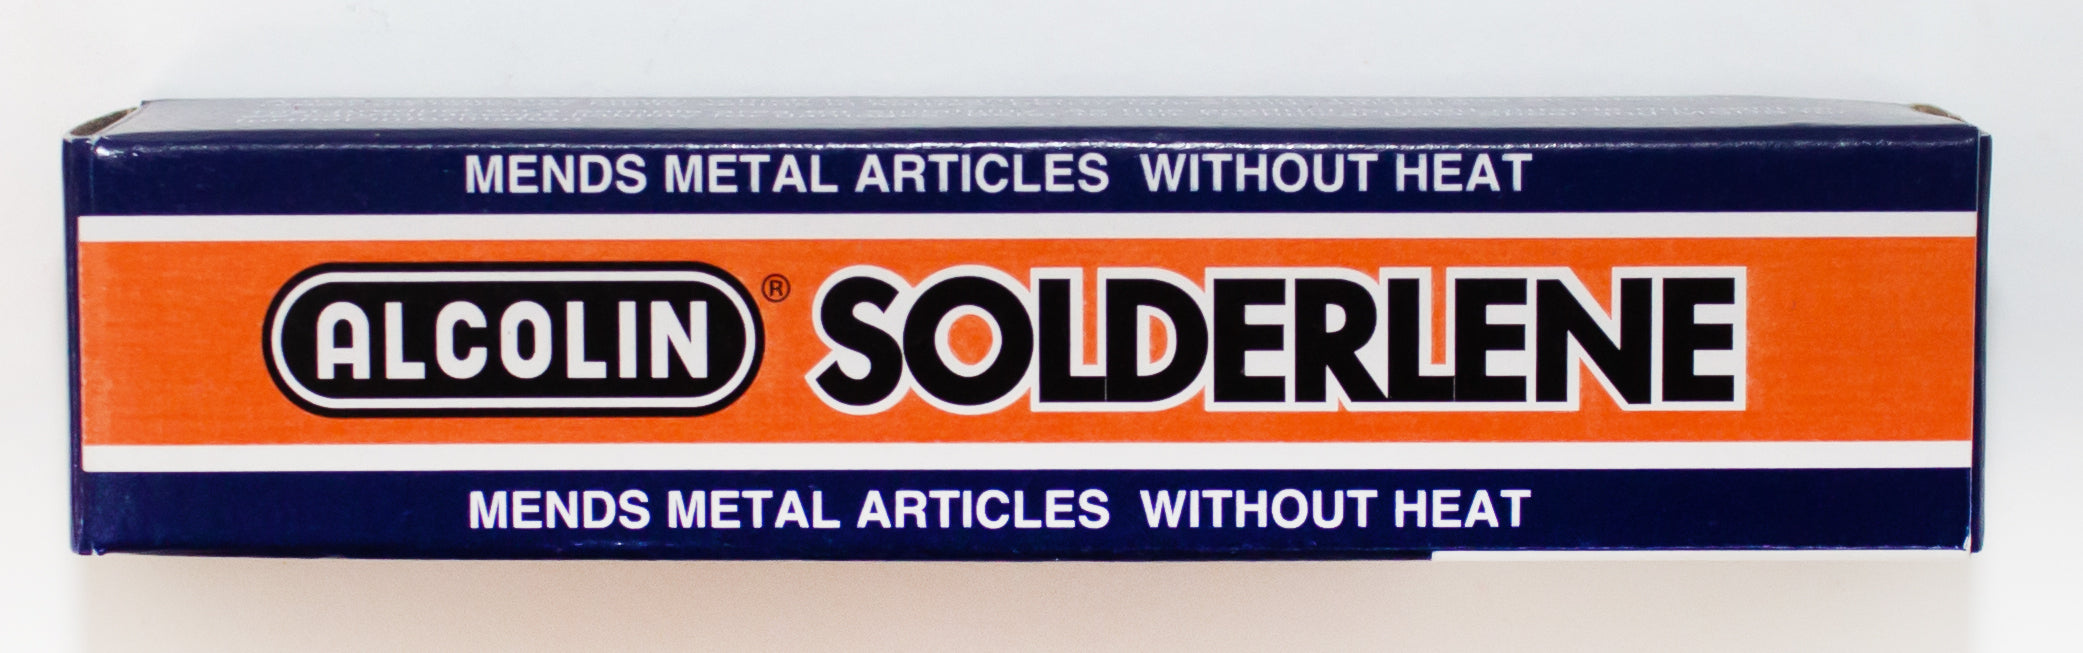 MENDS METAL ARTICLES WITHOUT HEAT
ALCOLIN® SOLDERLENE
MENDS METAL ARTICLES WITHOUT HEAT